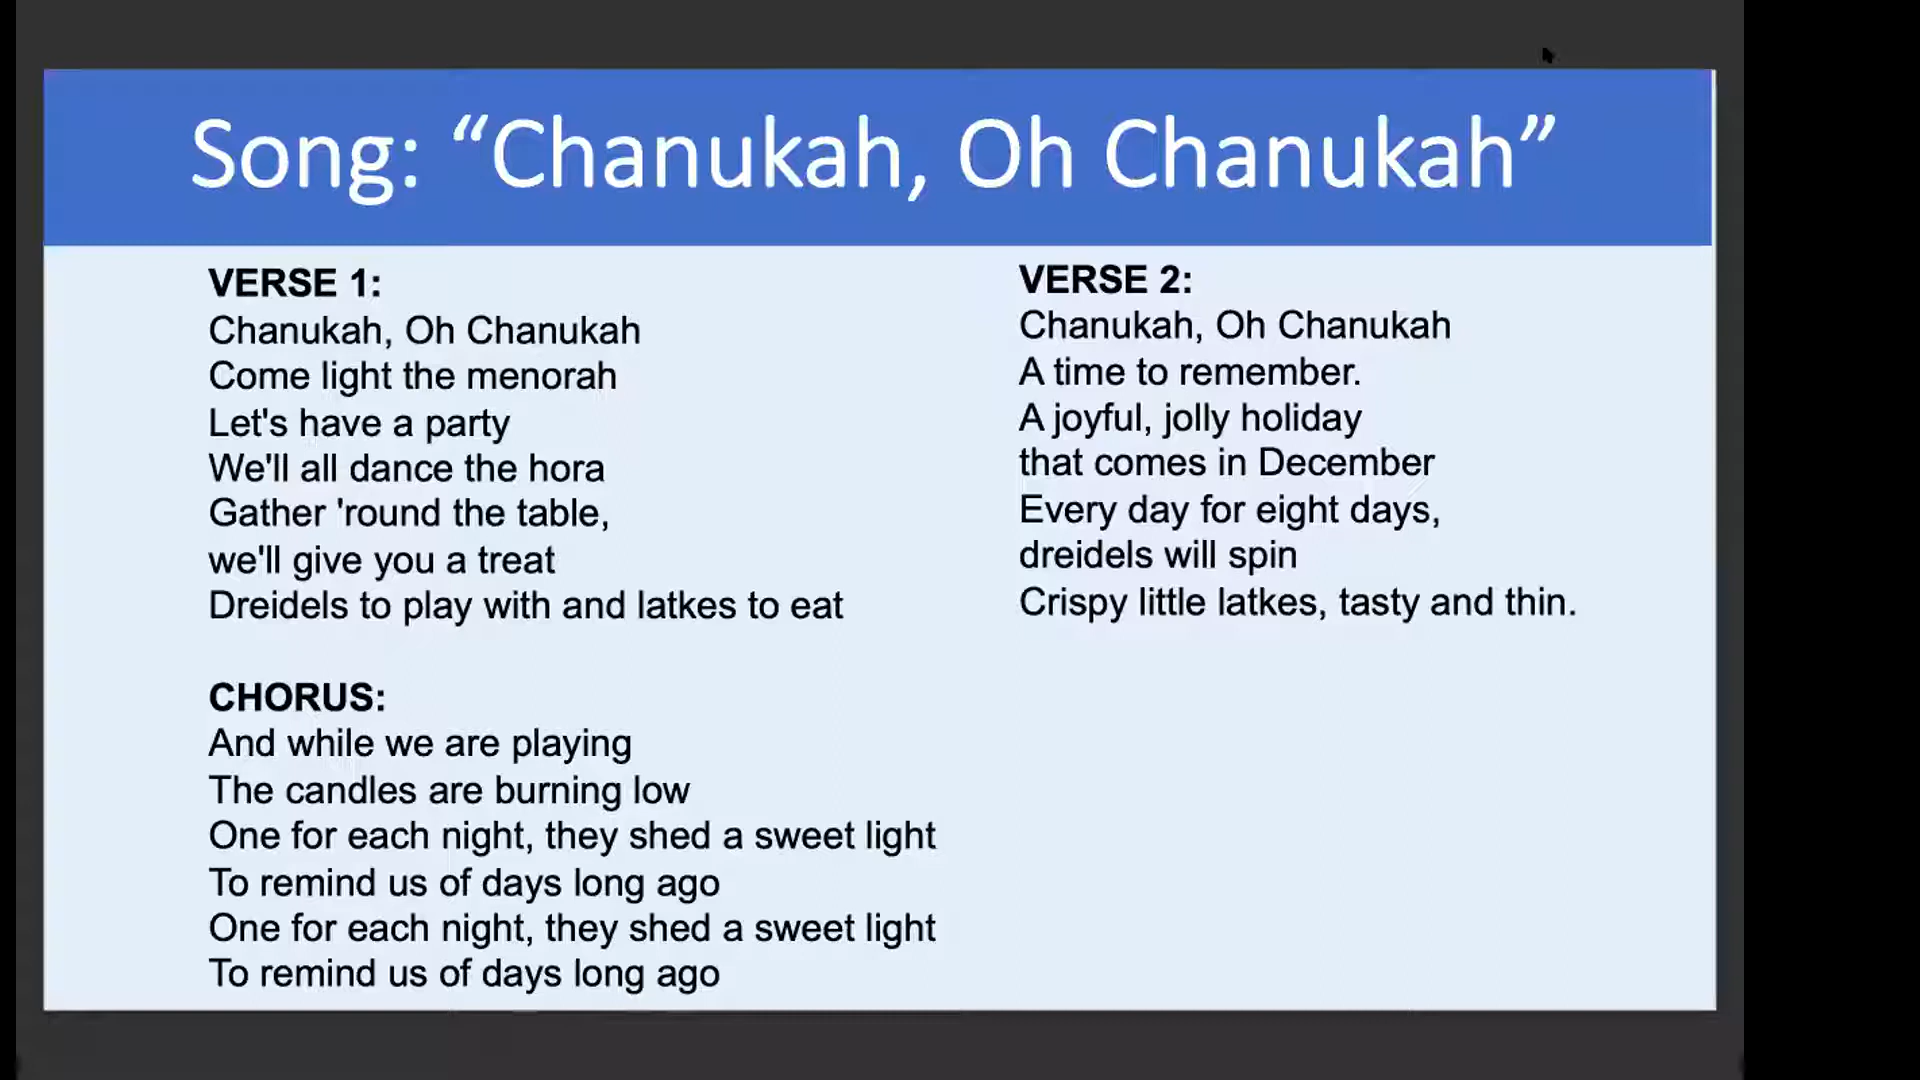 Song: “Chanukah, Oh Chanukah”
VERSE 1:
Chanukah, Oh Chanukah
Come light the menorah
Let's have a party
We'll all dance the hora
Gather 'round the table,
we'll give you a treat
Dreidels to play with and latkes to eat
CHORUS:
And while we are playing
The candles are burning low
One for each night, they shed a sweet light
To remind us of days long ago
One for each night, they shed a sweet light
To remind us of days long ago
VERSE 2:
Chanukah, Oh Chanukah
A time to remember.
A joyful, jolly holiday
that comes in December
Every day for eight days,
dreidels will spin
Crispy little latkes, tasty and thin.